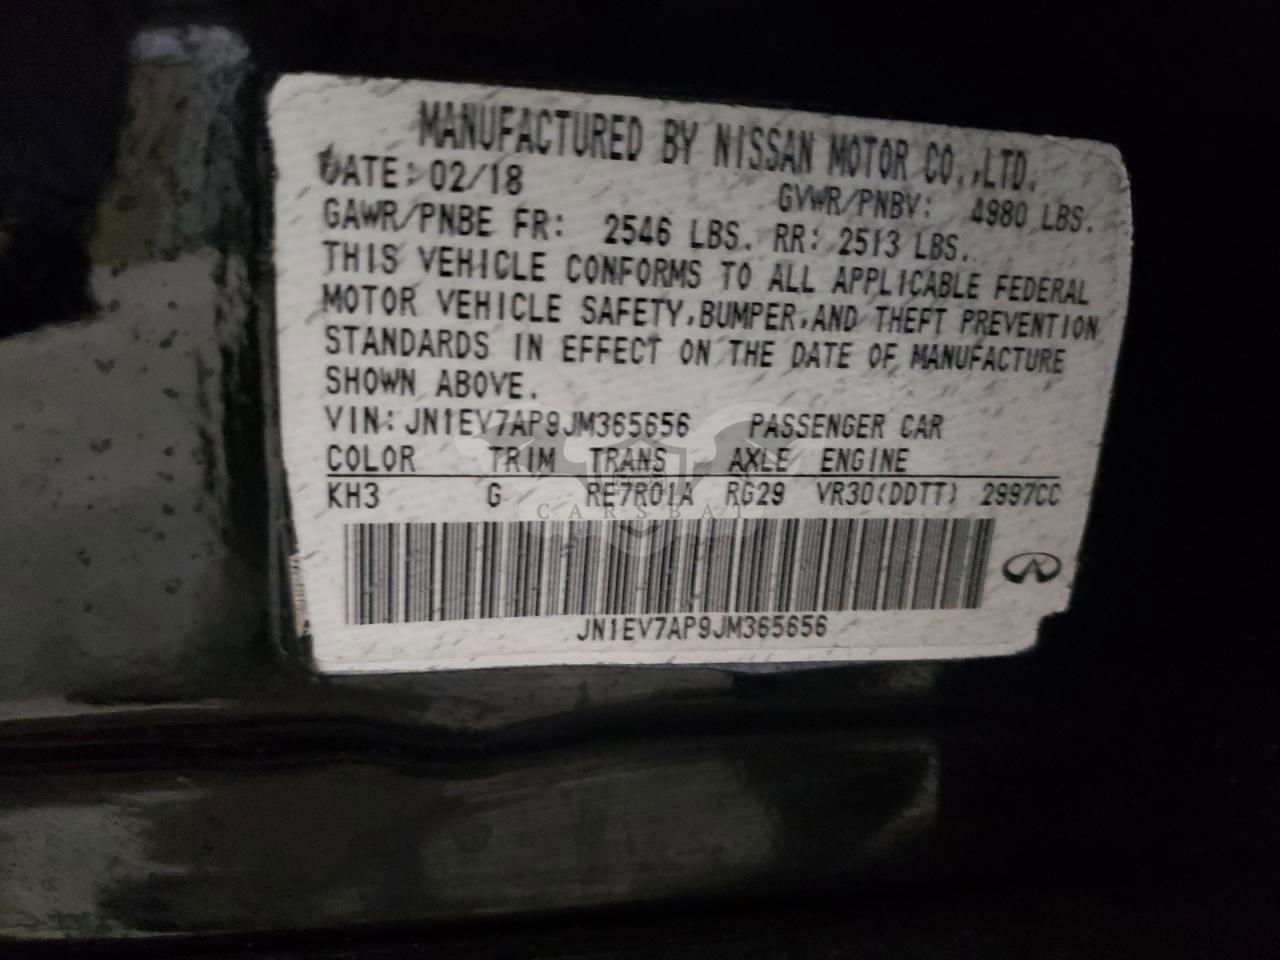 MANUFACTURED BY NISSAN MOTOR CO.,LTD.
DATE: 02/18 GVWR/PNBV: 4980 LBS.
GAWR/PNBE FR: 2546 LBS. RR: 2513 LBS.
THIS VEHICLE CONFORMS TO ALL APPLICABLE FEDERAL
MOTOR VEHICLE SAFETY,BUMPER,AND THEFT PREVENTION
STANDARDS IN EFFECT ON THE DATE OF MANUFACTURE
SHOWN ABOVE.
VIN:JN1EV7AP9JM365656 PASSENGER CAR
COLOR TRIM TRANS AXLE ENGINE
KH3 G RE7R01A RG29 VR30(DDTT) 2997CC
CARSBAT
JN1EV7AP9JM365656